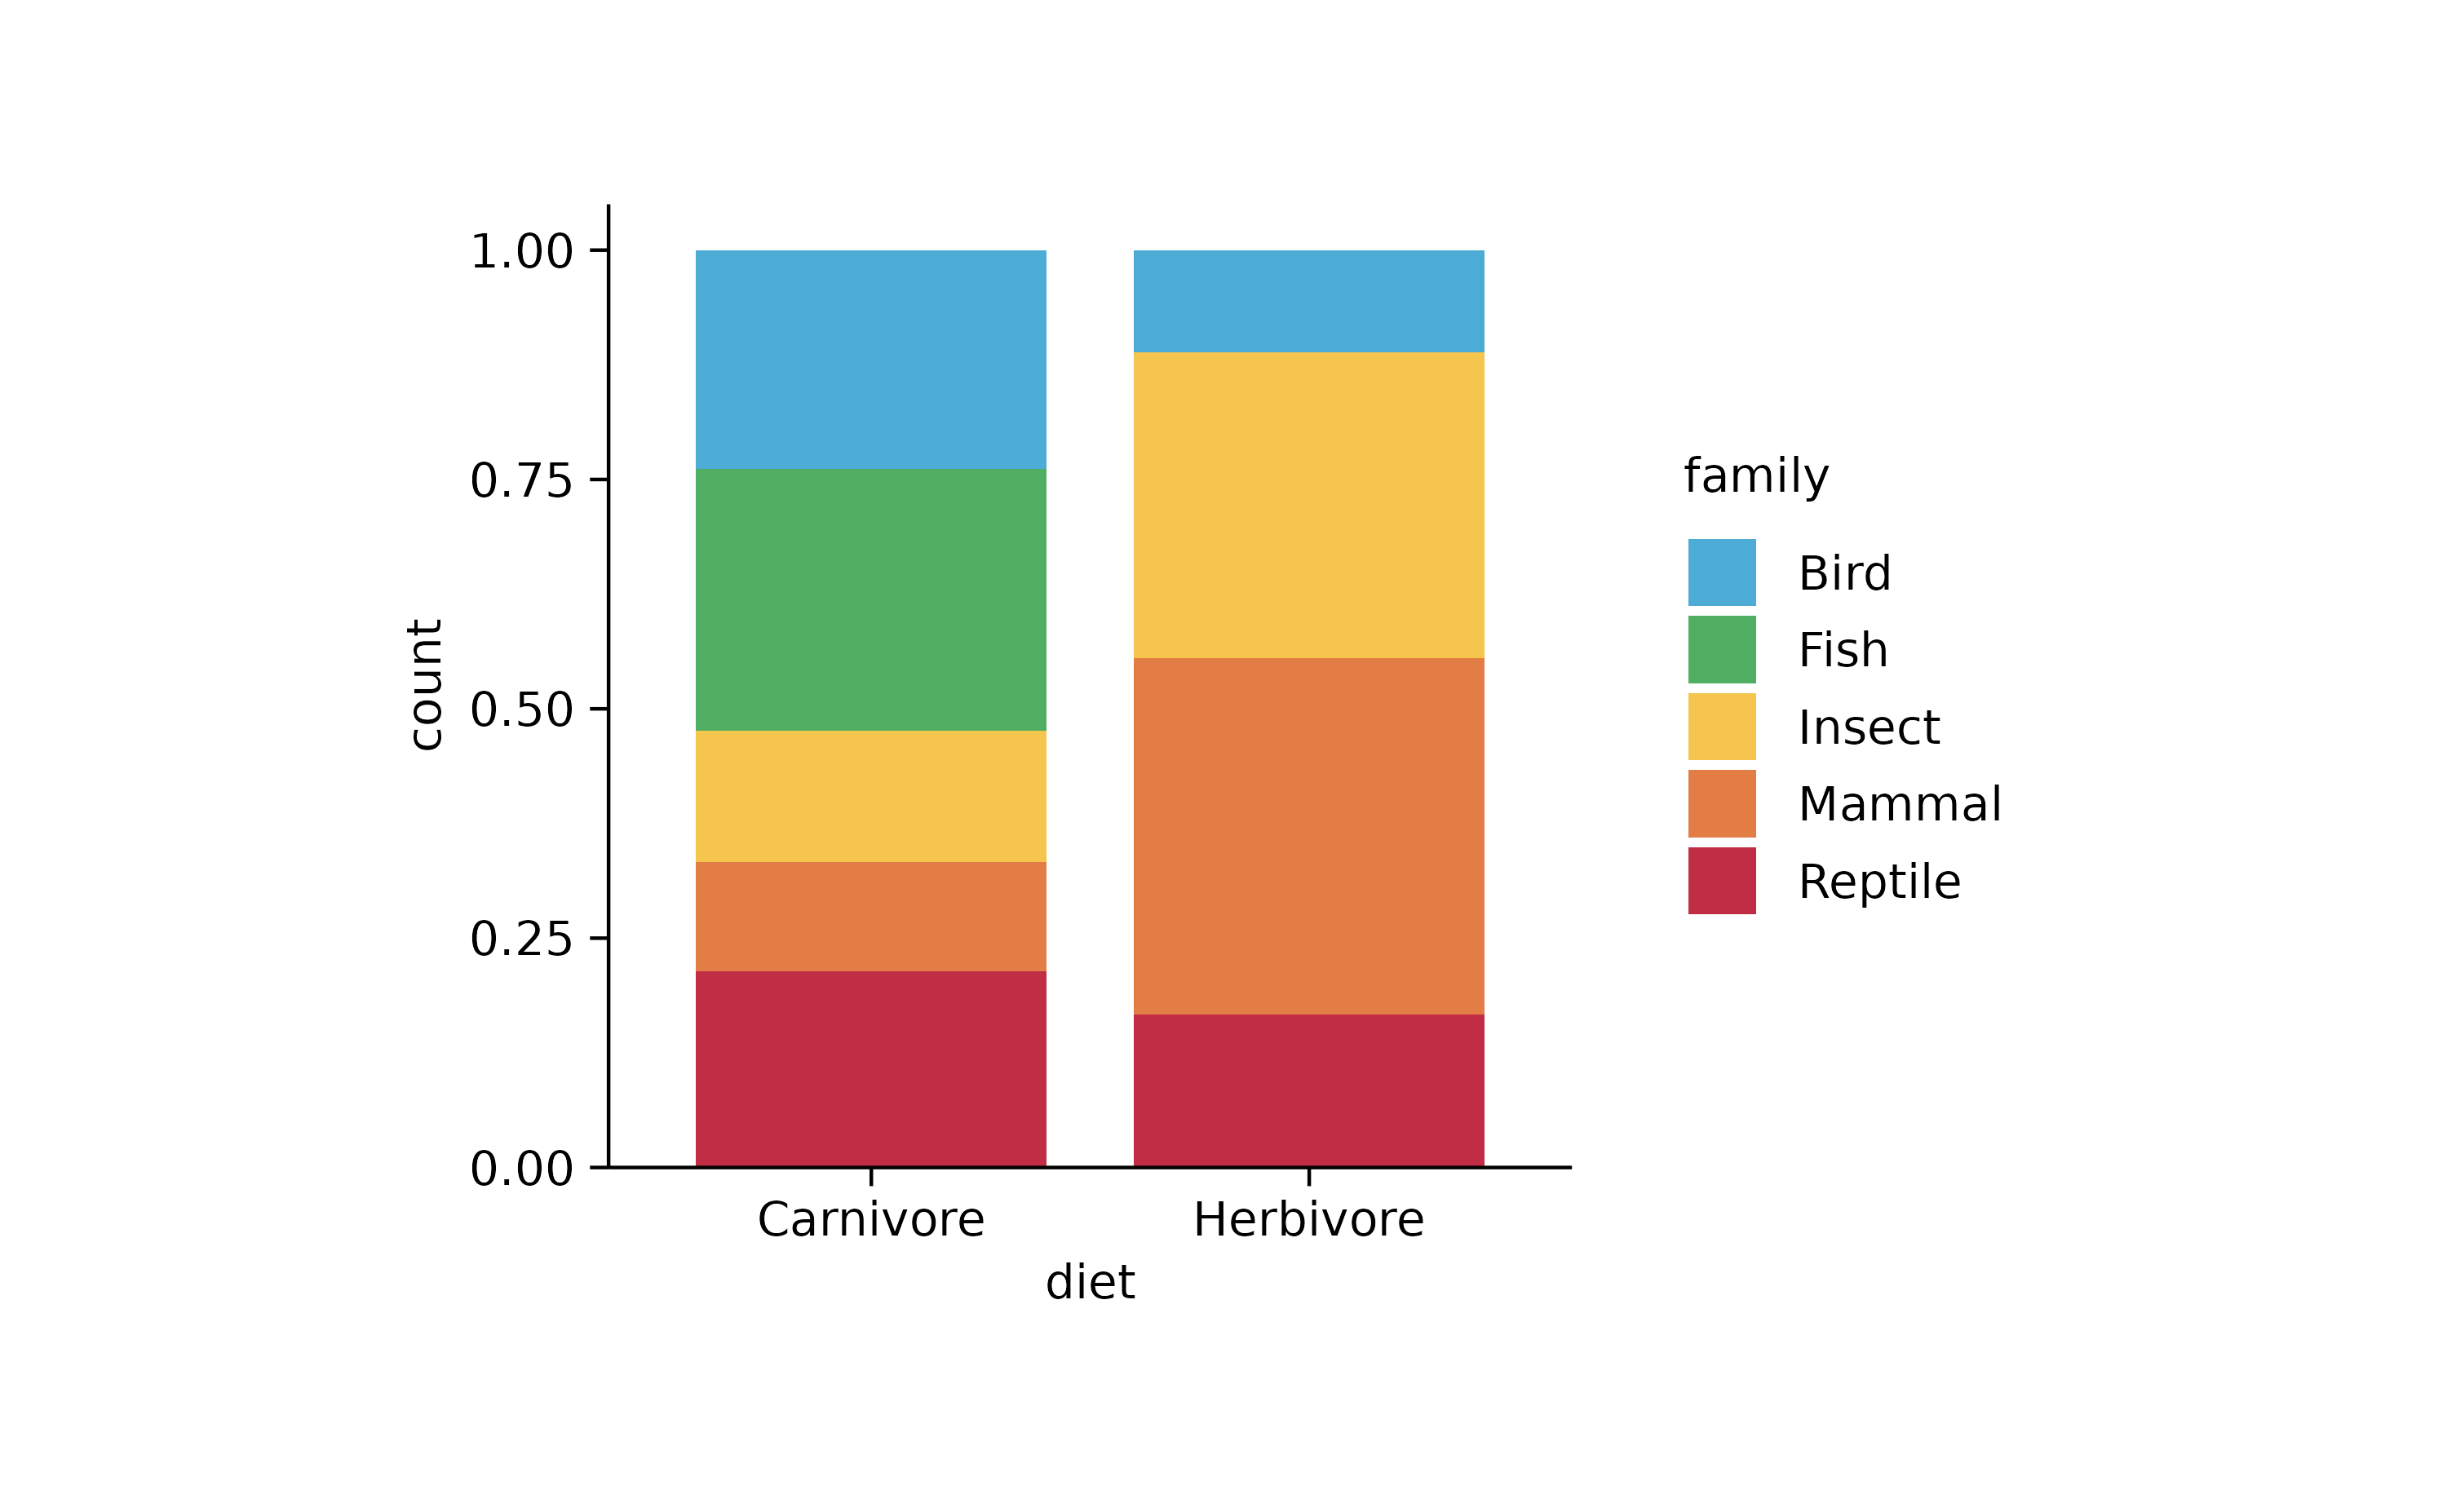 1.00
0.75
0.50
0.25
0.00
count
Carnivore
Herbivore
diet
family
Bird
Fish
Insect
Mammal
Reptile